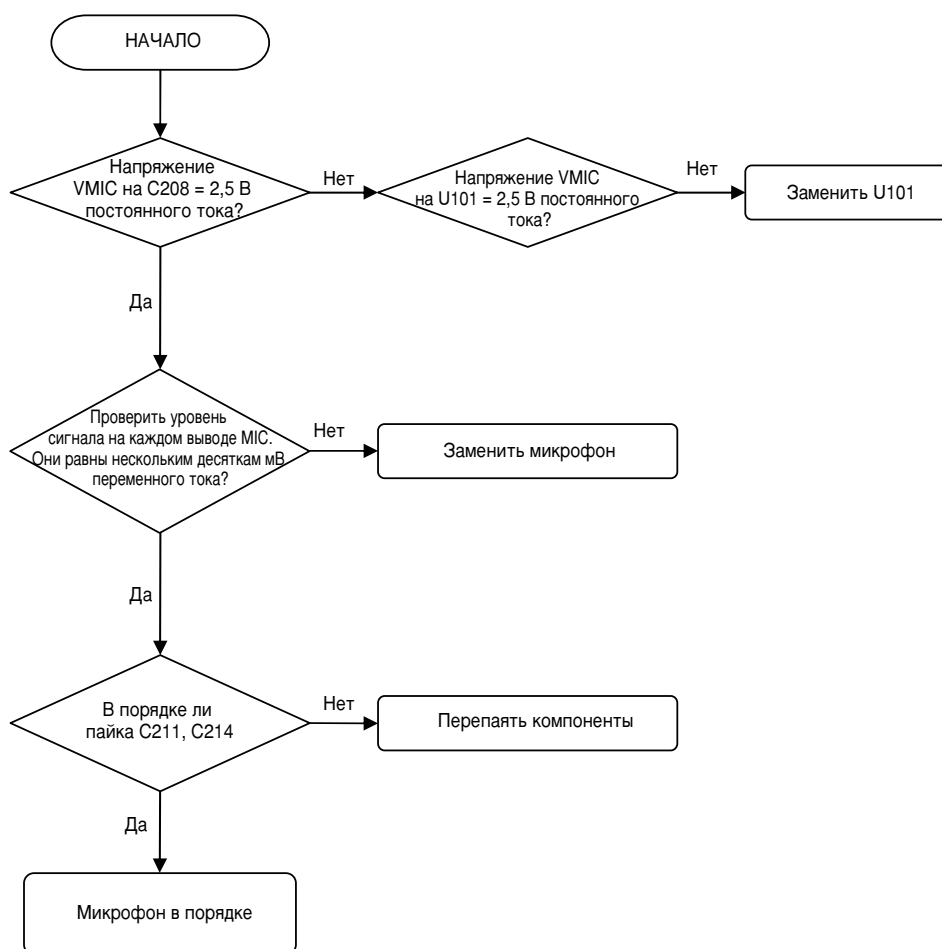 НАЧАЛО
Напряжение
VMIC на C208 = 2,5 В
постоянного тока?
Нет
Напряжение VMIC
на U101 = 2,5 В постоянного
тока?
Нет
Заменить U101
Да
Проверить уровень
сигнала на каждом выводе MIC.
Они равны нескольким десяткам мВ
переменного тока?
Нет
Заменить микрофон
Да
В порядке ли
пайка C211, C214
Нет
Перепаять компоненты
Да
Микрофон в порядке